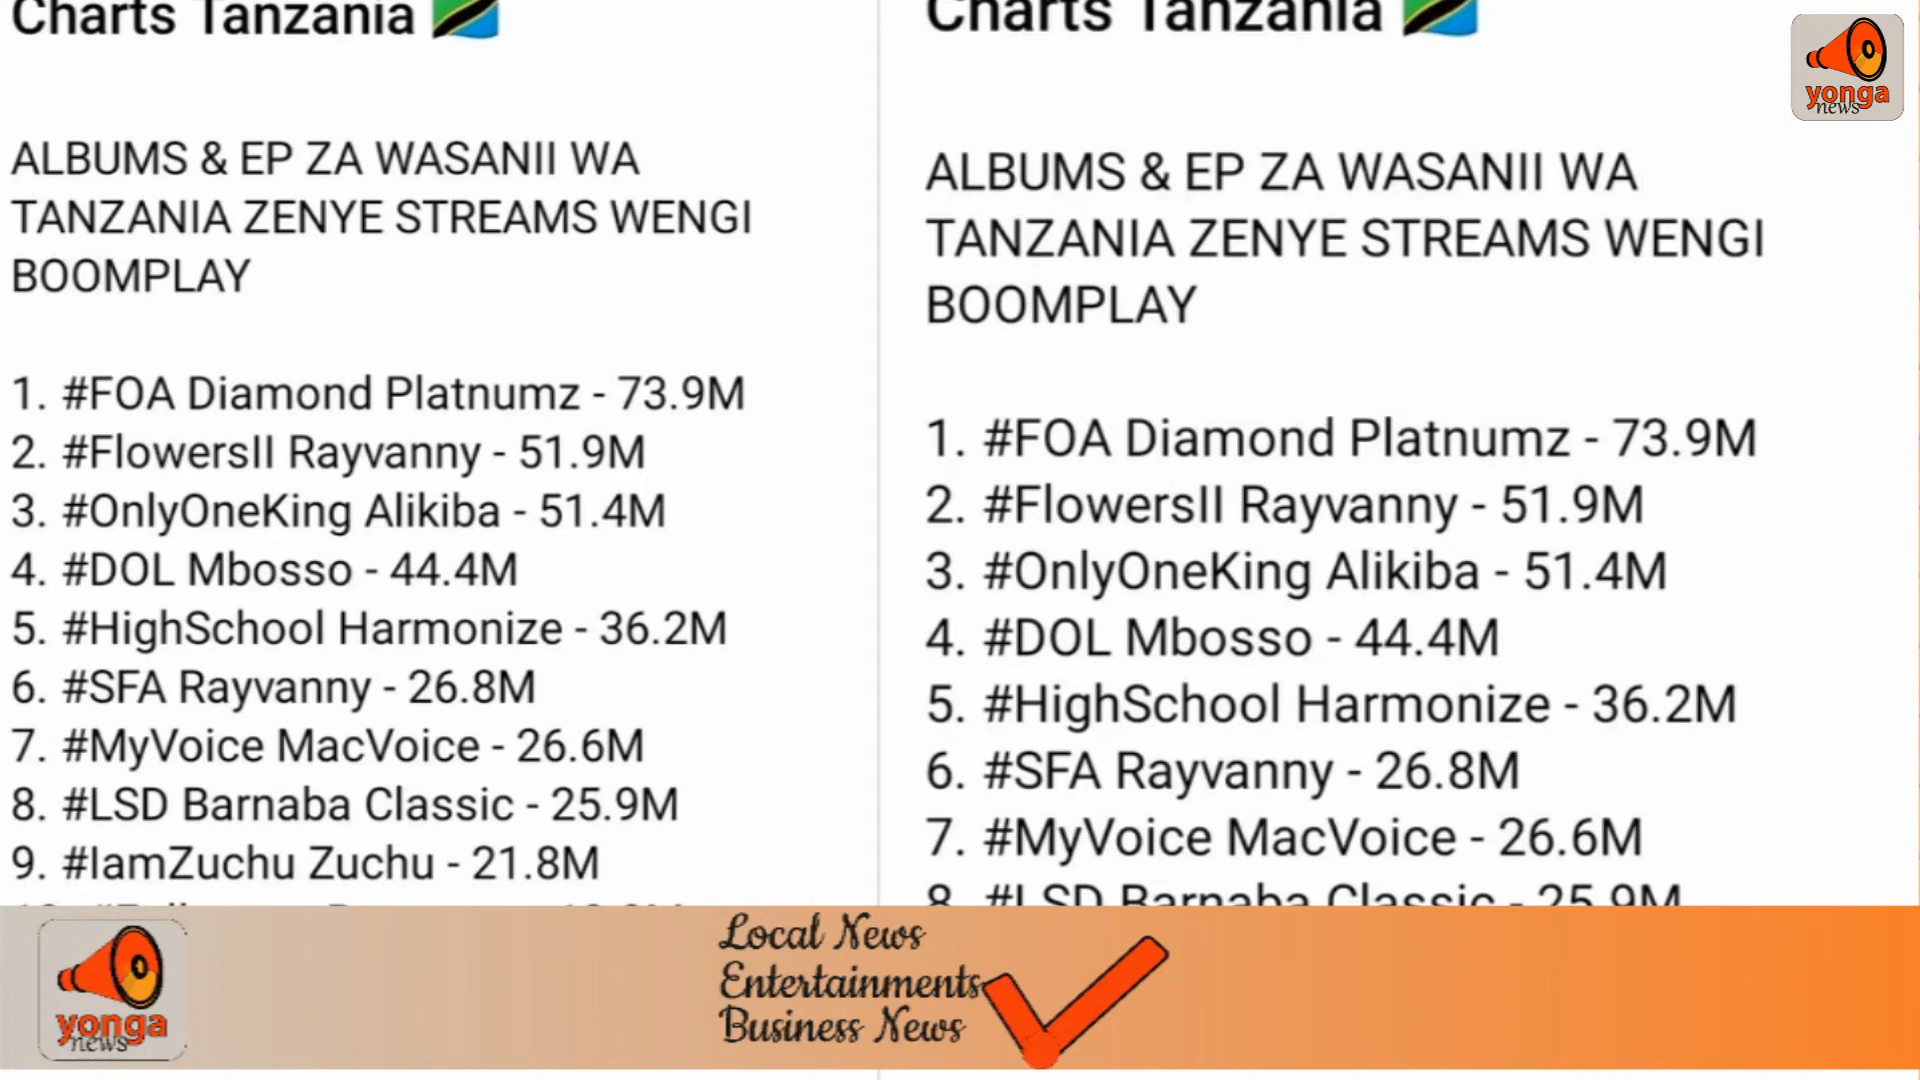 Charts Tanzania
ALBUMS & EP ZA WASANII WA
TANZANIA ZENYE STREAMS WENGI
BOOMPLAY
1. #FOA Diamond Platnumz - 73.9M
2. #FlowersII Rayvanny - 51.9M
3. #OnlyOneKing Alikiba - 51.4M
4. #DOL Mbosso - 44.4M
5. #HighSchool Harmonize - 36.2M
6. #SFA Rayvanny - 26.8M
7. #MyVoice MacVoice - 26.6M
8. #LSD Barnaba Classic - 25.9M
9. #IamZuchu Zuchu - 21.8M
Charts Tanzania
ALBUMS & EP ZA WASANII WA
TANZANIA ZENYE STREAMS WENGI
BOOMPLAY
1. #FOA Diamond Platnumz - 73.9M
2. #FlowersII Rayvanny - 51.9M
3. #OnlyOneKing Alikiba - 51.4M
4. #DOL Mbosso - 44.4M
5. #HighSchool Harmonize - 36.2M
6. #SFA Rayvanny - 26.8M
7. #MyVoice MacVoice - 26.6M
8. #LSD Barnaba Classic - 25.9M
yonga
news
yonga
news
Local News
Entertainments
Business News